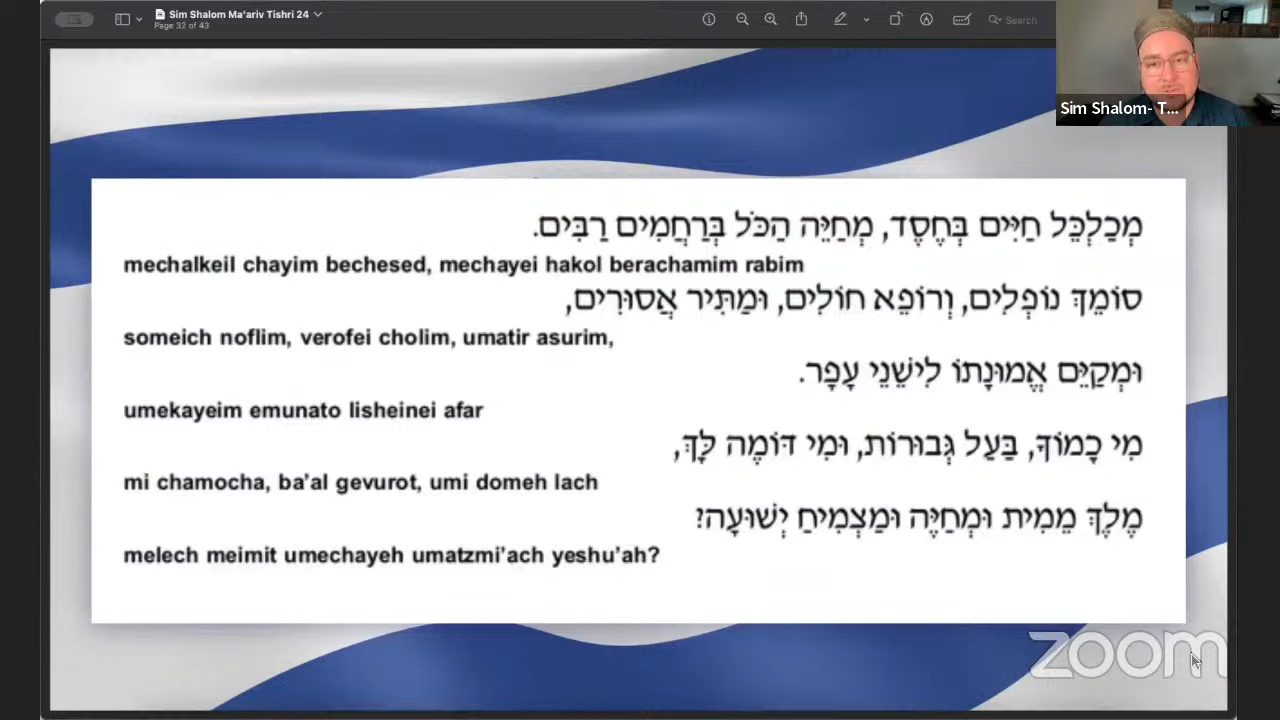 Sim Shalom Ma'ariv Tishri 24
Page 32 of 43
Search
Sim Shalom- T...
מְכַלְכֵּל חַיִּים בְּחֶסֶד, מְחַיֵּה הַכֹּל בְּרַחֲמִים רַבִּים.
mechalkeil chayim bechesed, mechayei hakol berachamim rabim
סוֹמֵךְ נוֹפְלִים, וְרוֹפֵא חוֹלִים, וּמַתִּיר אֲסוּרִים,
someich noflim, verofei cholim, umatir asurim,
וּמְקַיֵּם אֱמוּנָתוֹ לִישֵׁנֵי עָפָר.
umekayeim emunato lisheinei afar
מִי כָמוֹךָ, בַּעַל גְּבוּרוֹת, וּמִי דּוֹמֶה לָּךְ,
mi chamocha, ba'al gevurot, umi domeh lach
מֶלֶךְ מֵמִית וּמְחַיֶּה וּמַצְמִיחַ יְשׁוּעָה?
melech meimit umechayeh umatzmi'ach yeshu'ah?
zoom